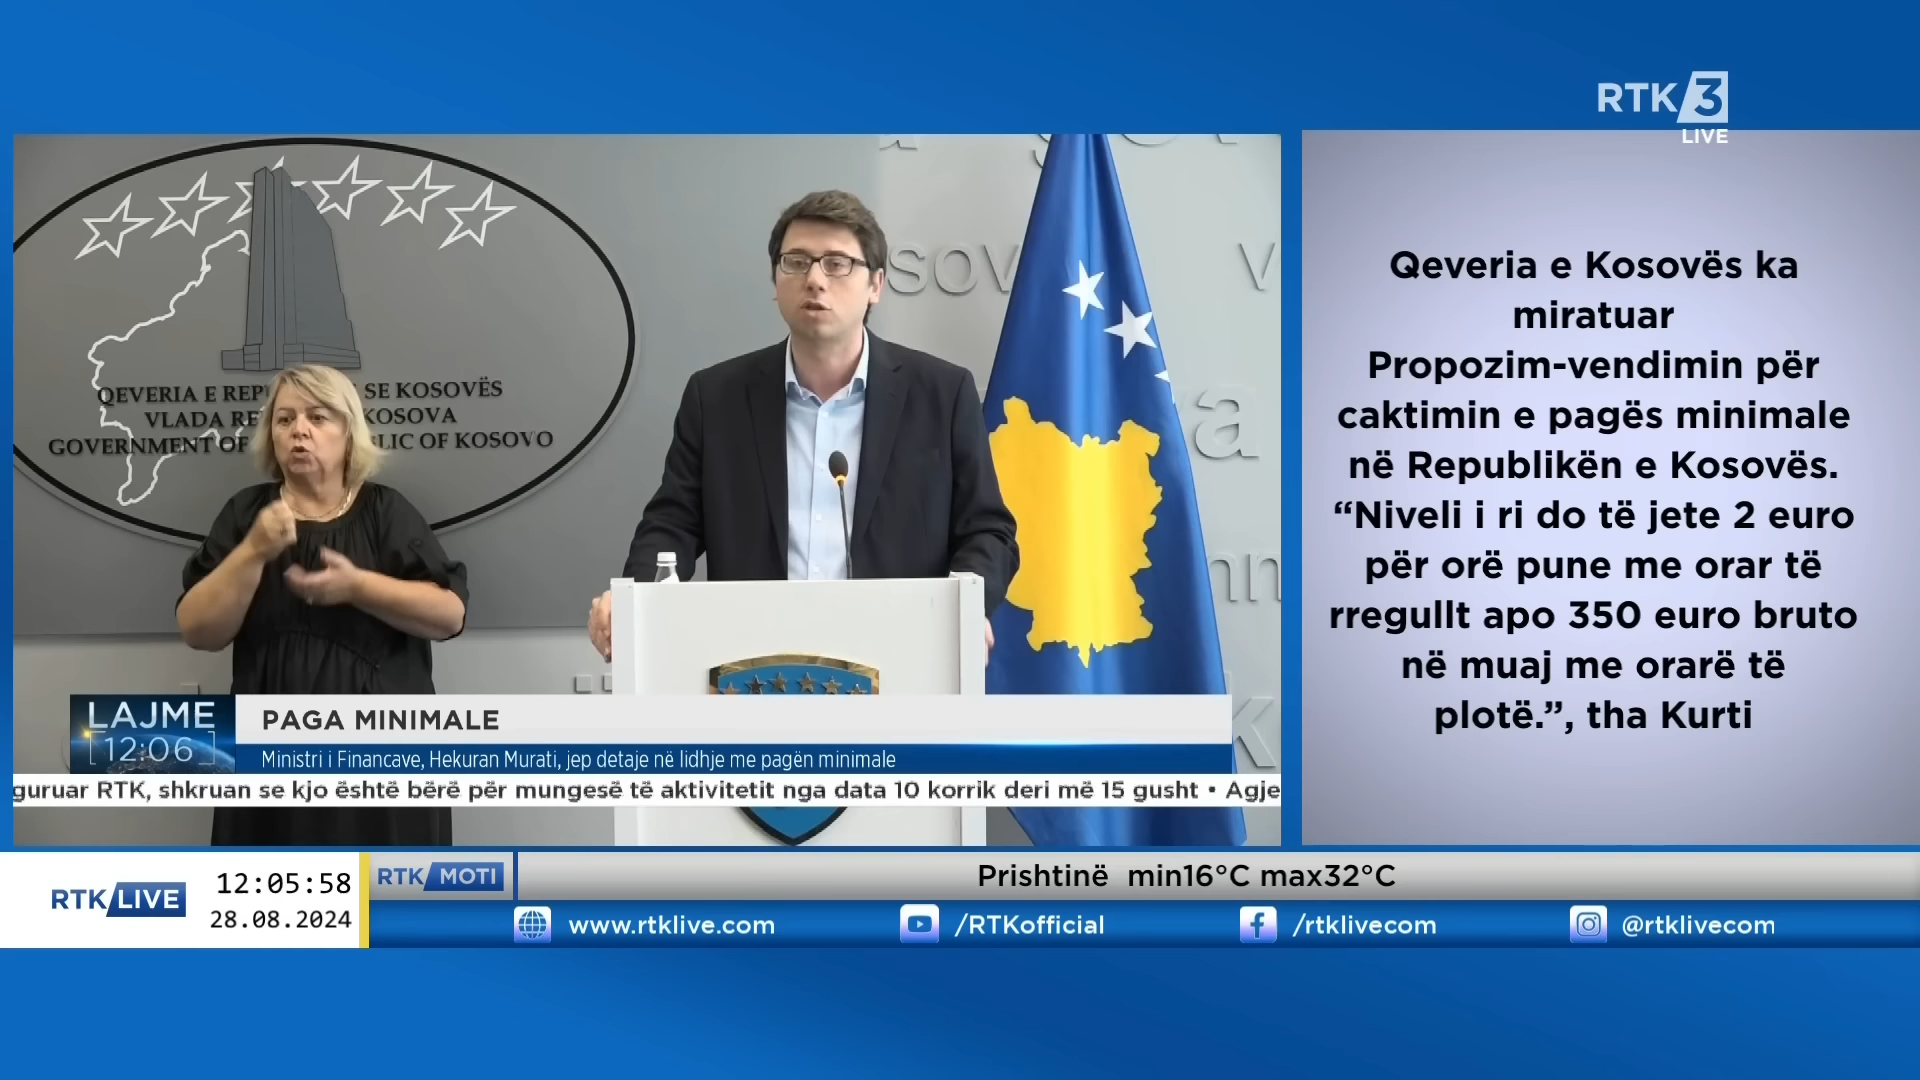 RTK 3
LIVE
QEVERIA E SE KOSOVËS
VLADA KOSOVA
GOVERNMENT OF OF KOSOVO
LAJME
12:06
PAGA MINIMALE
Ministri i Financave, Hekuran Murati, jep detaje në lidhje me pagën minimale
guruar RTK, shkruan se kjo është bërë për mungesë të aktivitetit nga data 10 korrik deri më 15 gusht • Agje
Qeveria e Kosovës ka
miratuar
Propozim-vendimin për
caktimin e pagës minimale
në Republikën e Kosovës.
“Niveli i ri do të jete 2 euro
për orë pune me orar të
rregullt apo 350 euro bruto
në muaj me orarë të
plotë.”, tha Kurti
RTK LIVE
12:05:58
28.08.2024
RTK MOTI
Prishtinë min16°C max32°C
www.rtklive.com
/RTKofficial
/rtklivecom
@rtklivecom